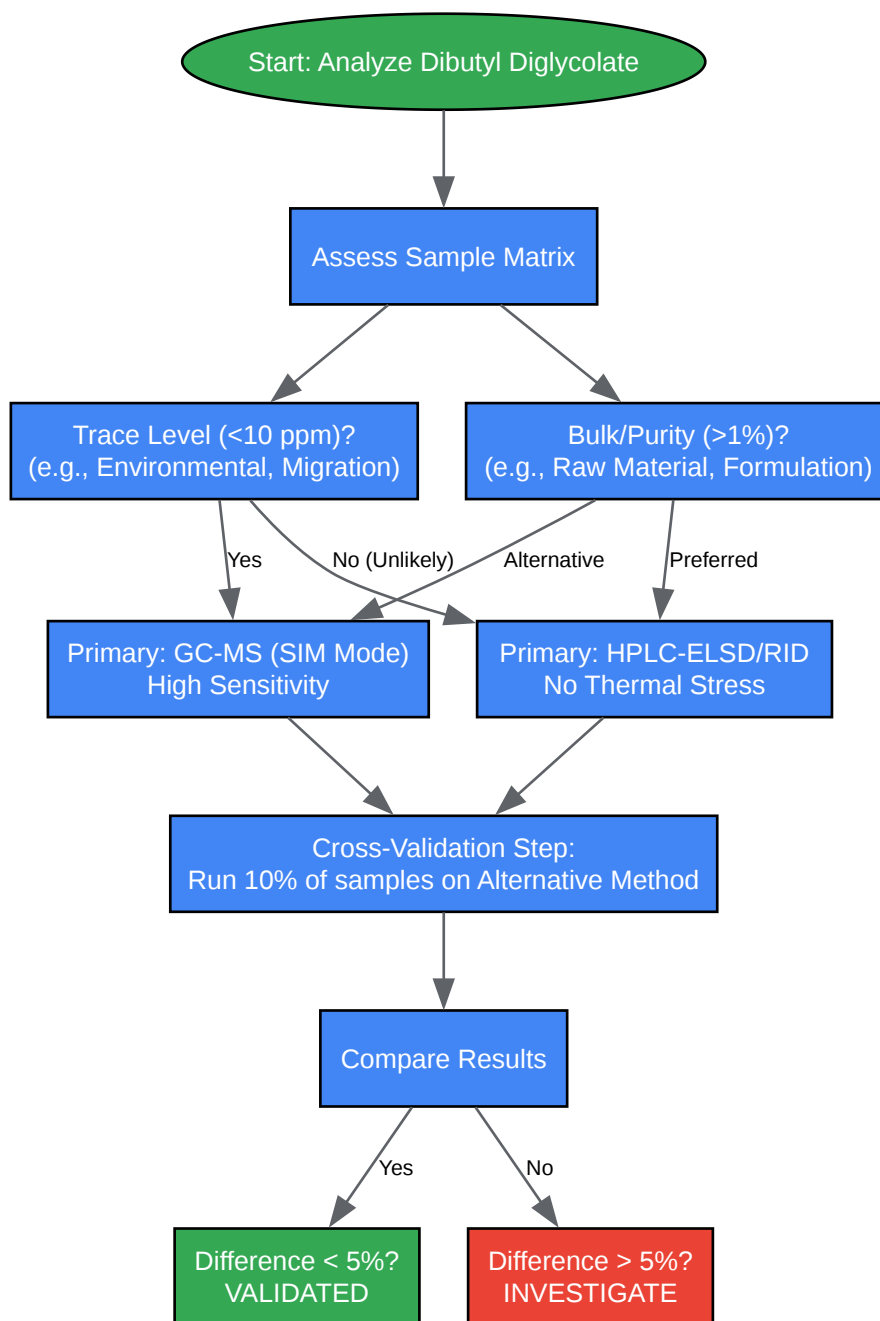 Start: Analyze Dibutyl Diglycolate
Assess Sample Matrix
Trace Level (<10 ppm)?
(e.g., Environmental, Migration)
Bulk/Purity (>1%)?
(e.g., Raw Material, Formulation)
Yes
No (Unlikely)
Alternative
Preferred
Primary: GC-MS (SIM Mode)
High Sensitivity
Primary: HPLC-ELSD/RID
No Thermal Stress
Cross-Validation Step:
Run 10% of samples on Alternative Method
Compare Results
Yes
No
Difference < 5%?
VALIDATED
Difference > 5%?
INVESTIGATE